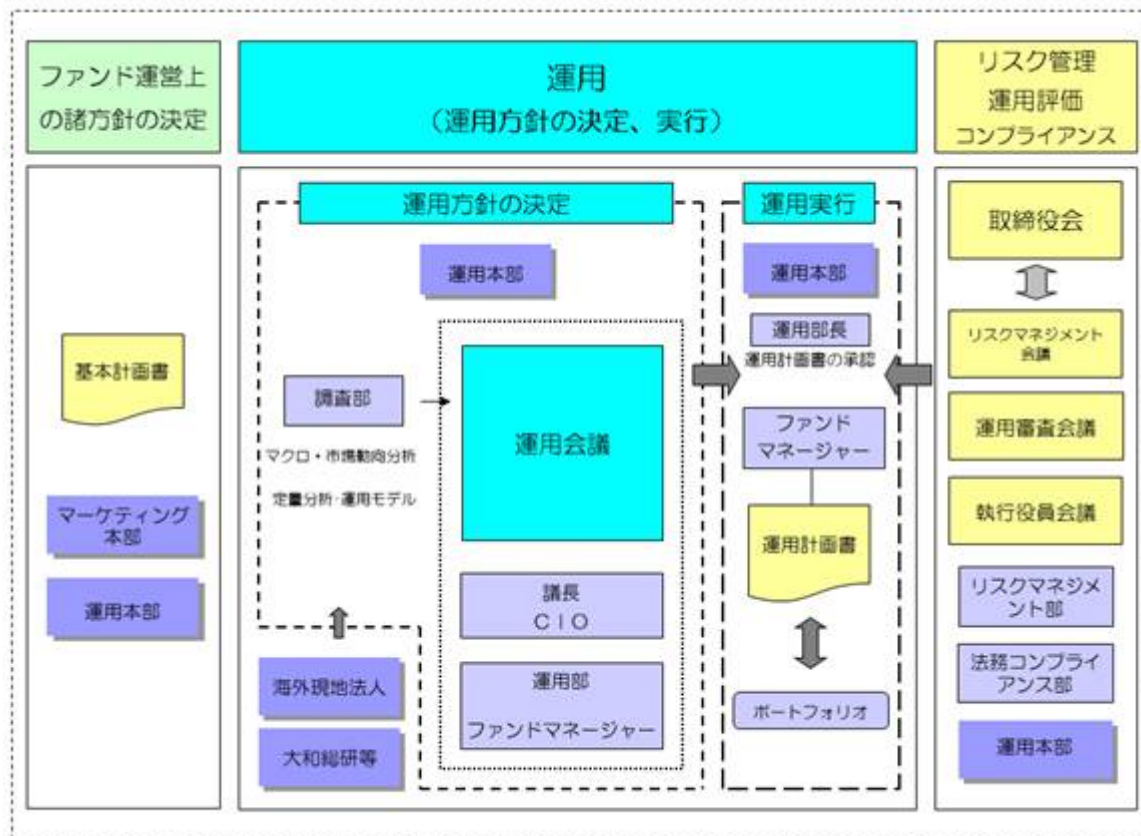 ファンド運営上
の諸方針の決定
運用
（運用方針の決定、実行）
リスク管理
運用評価
コンプライアンス
基本計画書
マーケティング
本部
運用本部
運用方針の決定
運用本部
調査部
マクロ・市場動向分析
定量分析・運用モデル
運用会議
議長
ＣＩＯ
運用部
ファンドマネージャー
海外現地法人
大和総研等
運用実行
運用本部
運用部長
運用計画書の承認
ファンド
マネージャー
運用計画書
ポートフォリオ
取締役会
リスクマネジメント
会議
運用審査会議
執行役員会議
リスクマネジメ
ント部
法務コンプライ
アンス部
運用本部